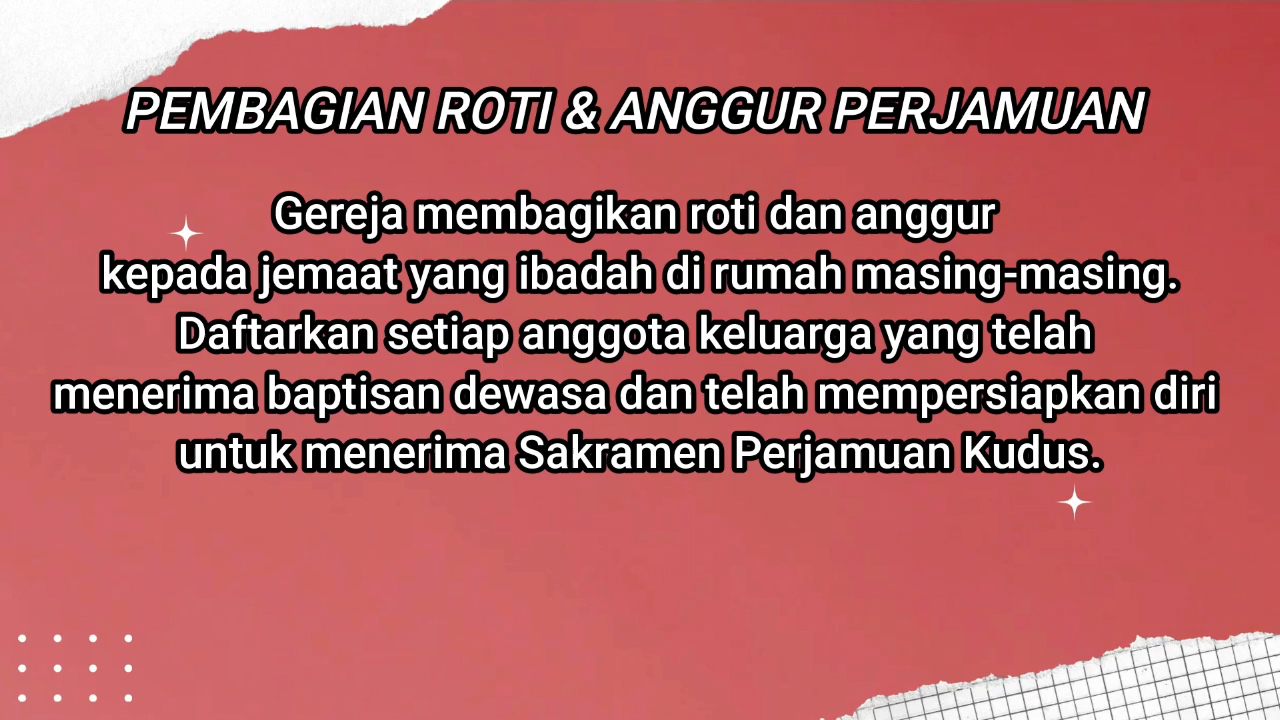 PEMBAGIAN ROTI & ANGGUR PERJAMUAN
Gereja membagikan roti dan anggur
kepada jemaat yang ibadah di rumah masing-masing.
Daftarkan setiap anggota keluarga yang telah
menerima baptisan dewasa dan telah mempersiapkan diri
untuk menerima Sakramen Perjamuan Kudus.